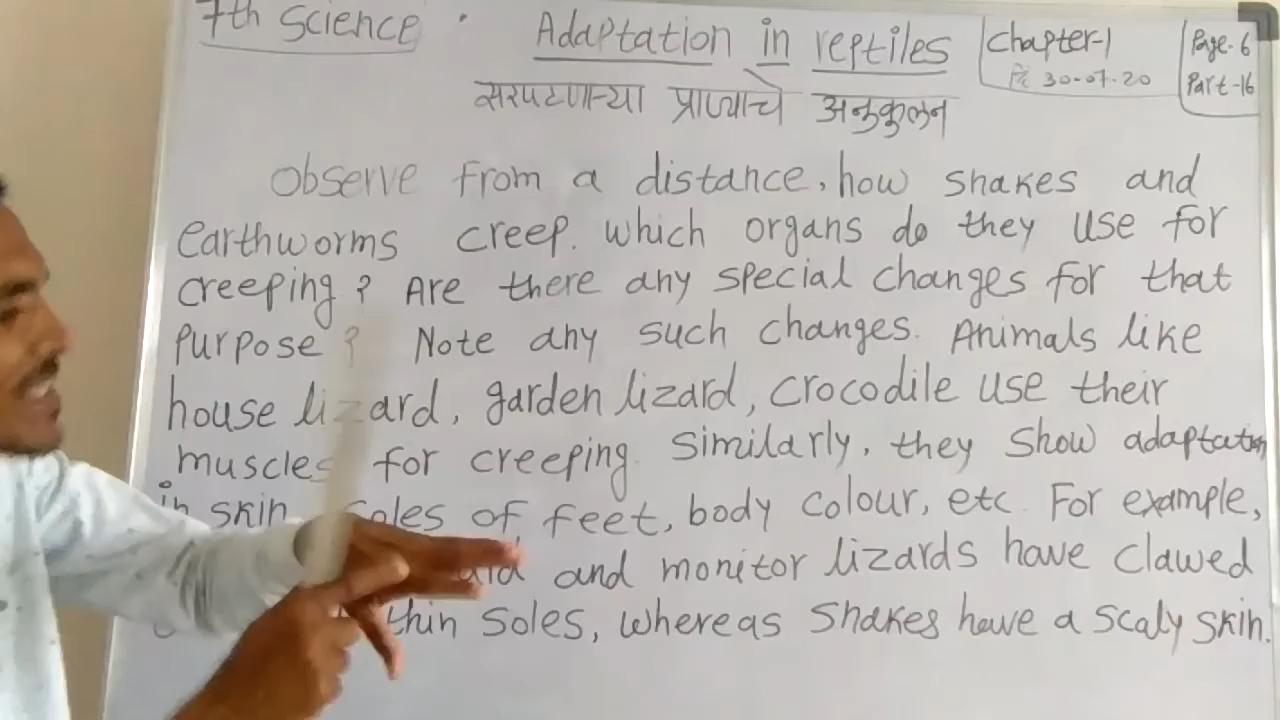 7th Science
Adaptation in reptiles
Chapter-1
दि 30-07-20
Page-6
Part-16
सरपटणाऱ्या प्राण्याचे अनुकूलन
Observe from a distance, how snakes and
earthworms creep. which organs do they use for
creeping? Are there any special changes for that
purpose? Note any such changes. Animals like
house lizard, garden lizard, crocodile use their
muscles for creeping. Similarly, they show adaptation
in skin, soles of feet, body colour, etc. For example,
and monitor lizards have clawed
thin soles, whereas snakes have a scaly skin.